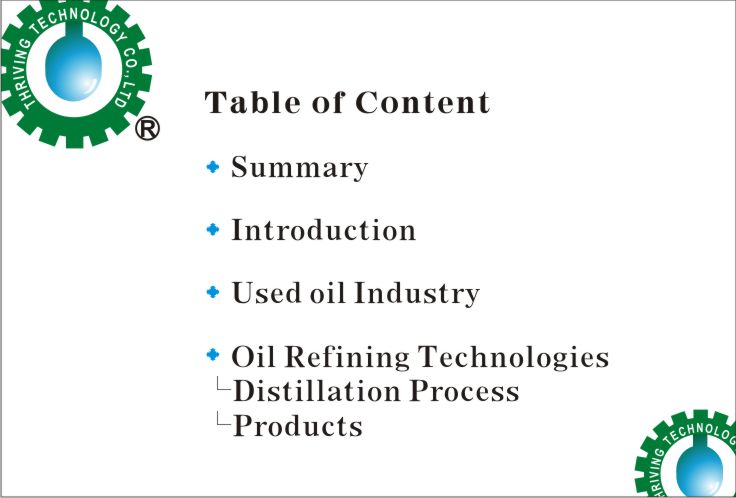 THRIVING TECHNOLOGY CO.,LTD
®
Table of Content
Summary
Introduction
Used oil Industry
Oil Refining Technologies
Distillation Process
Products
THRIVING TECHNOLOGY